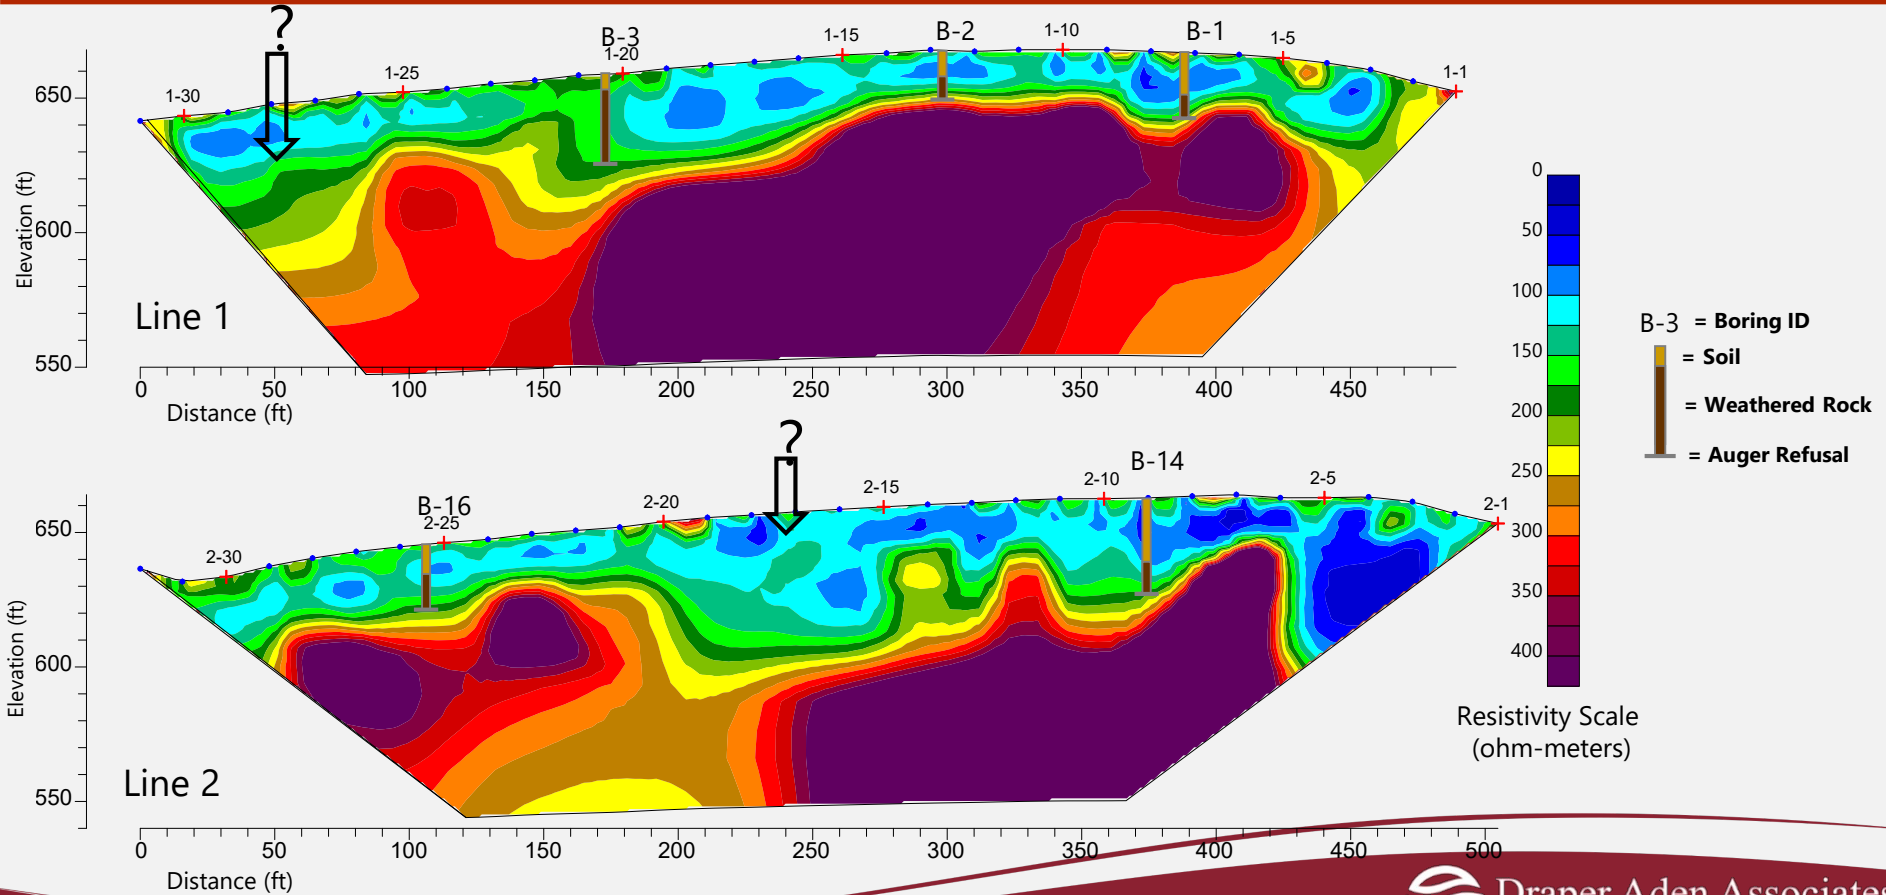 ?
B-3
B-2
B-1
1-30
1-25
1-20
1-15
1-10
1-5
1-1
650
600
550
Elevation (ft)
Line 1
0 50 100 150 200 250 300 350 400 450
Distance (ft)
?
B-16
B-14
2-30
2-25
2-20
2-15
2-10
2-5
2-1
650
600
550
Elevation (ft)
Line 2
0 50 100 150 200 250 300 350 400 450 500
Distance (ft)
0
50
100
150
200
250
300
350
400
Resistivity Scale
(ohm-meters)
B-3 = Boring ID
= Soil
= Weathered Rock
= Auger Refusal
Draper Aden Associates